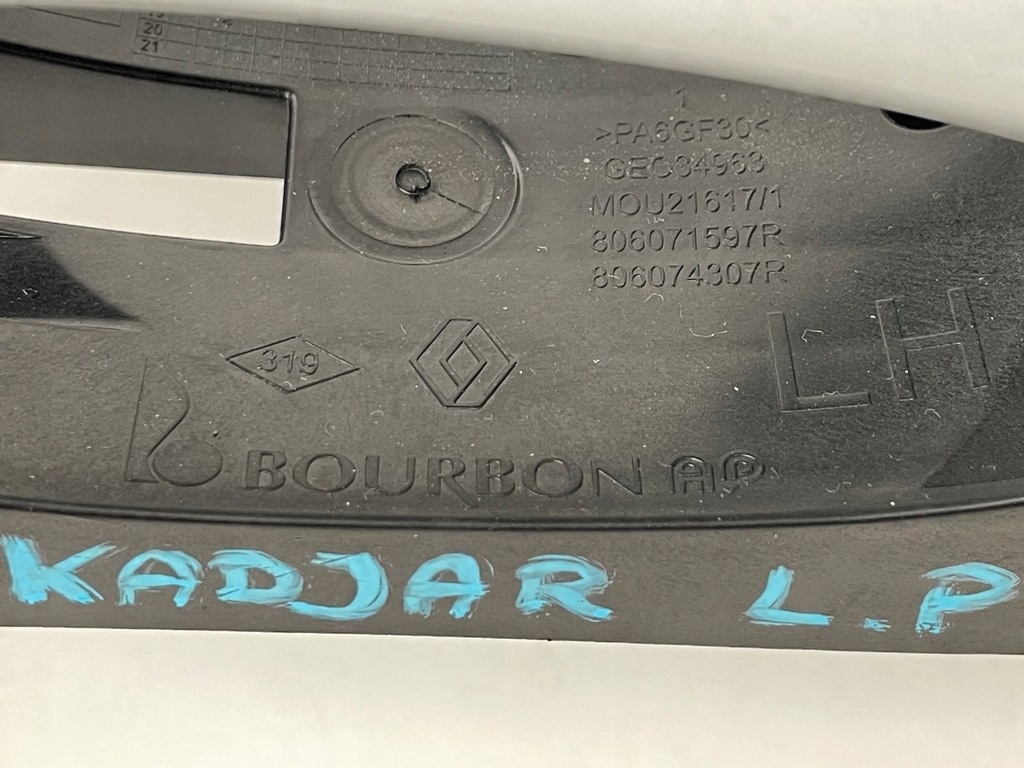 20
21
1
>PA6GF30<
GEC34963
MOU21617/1
806071597R
806074307R
LH
319
BOURBON AP
KADJAR L.P